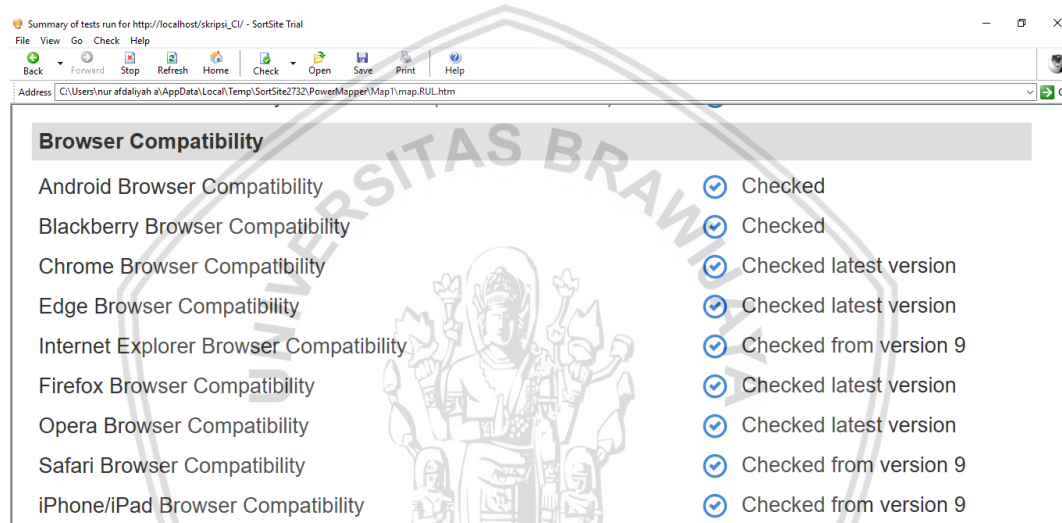 Summary of tests run for http://localhost/skripsi_CI/ - SortSite Trial
File View Go Check Help
Back Forward Stop Refresh Home Check Open Save Print Help
Address C:\Users\nur afdaliyah a\AppData\Local\Temp\SortSite2732\PowerMapper\Map1\map.RUL.htm
Browser Compatibility
Android Browser Compatibility Checked
Blackberry Browser Compatibility Checked
Chrome Browser Compatibility Checked latest version
Edge Browser Compatibility Checked latest version
Internet Explorer Browser Compatibility Checked from version 9
Firefox Browser Compatibility Checked latest version
Opera Browser Compatibility Checked latest version
Safari Browser Compatibility Checked from version 9
iPhone/iPad Browser Compatibility Checked from version 9
UNIVERSITAS BRAWIJAYA